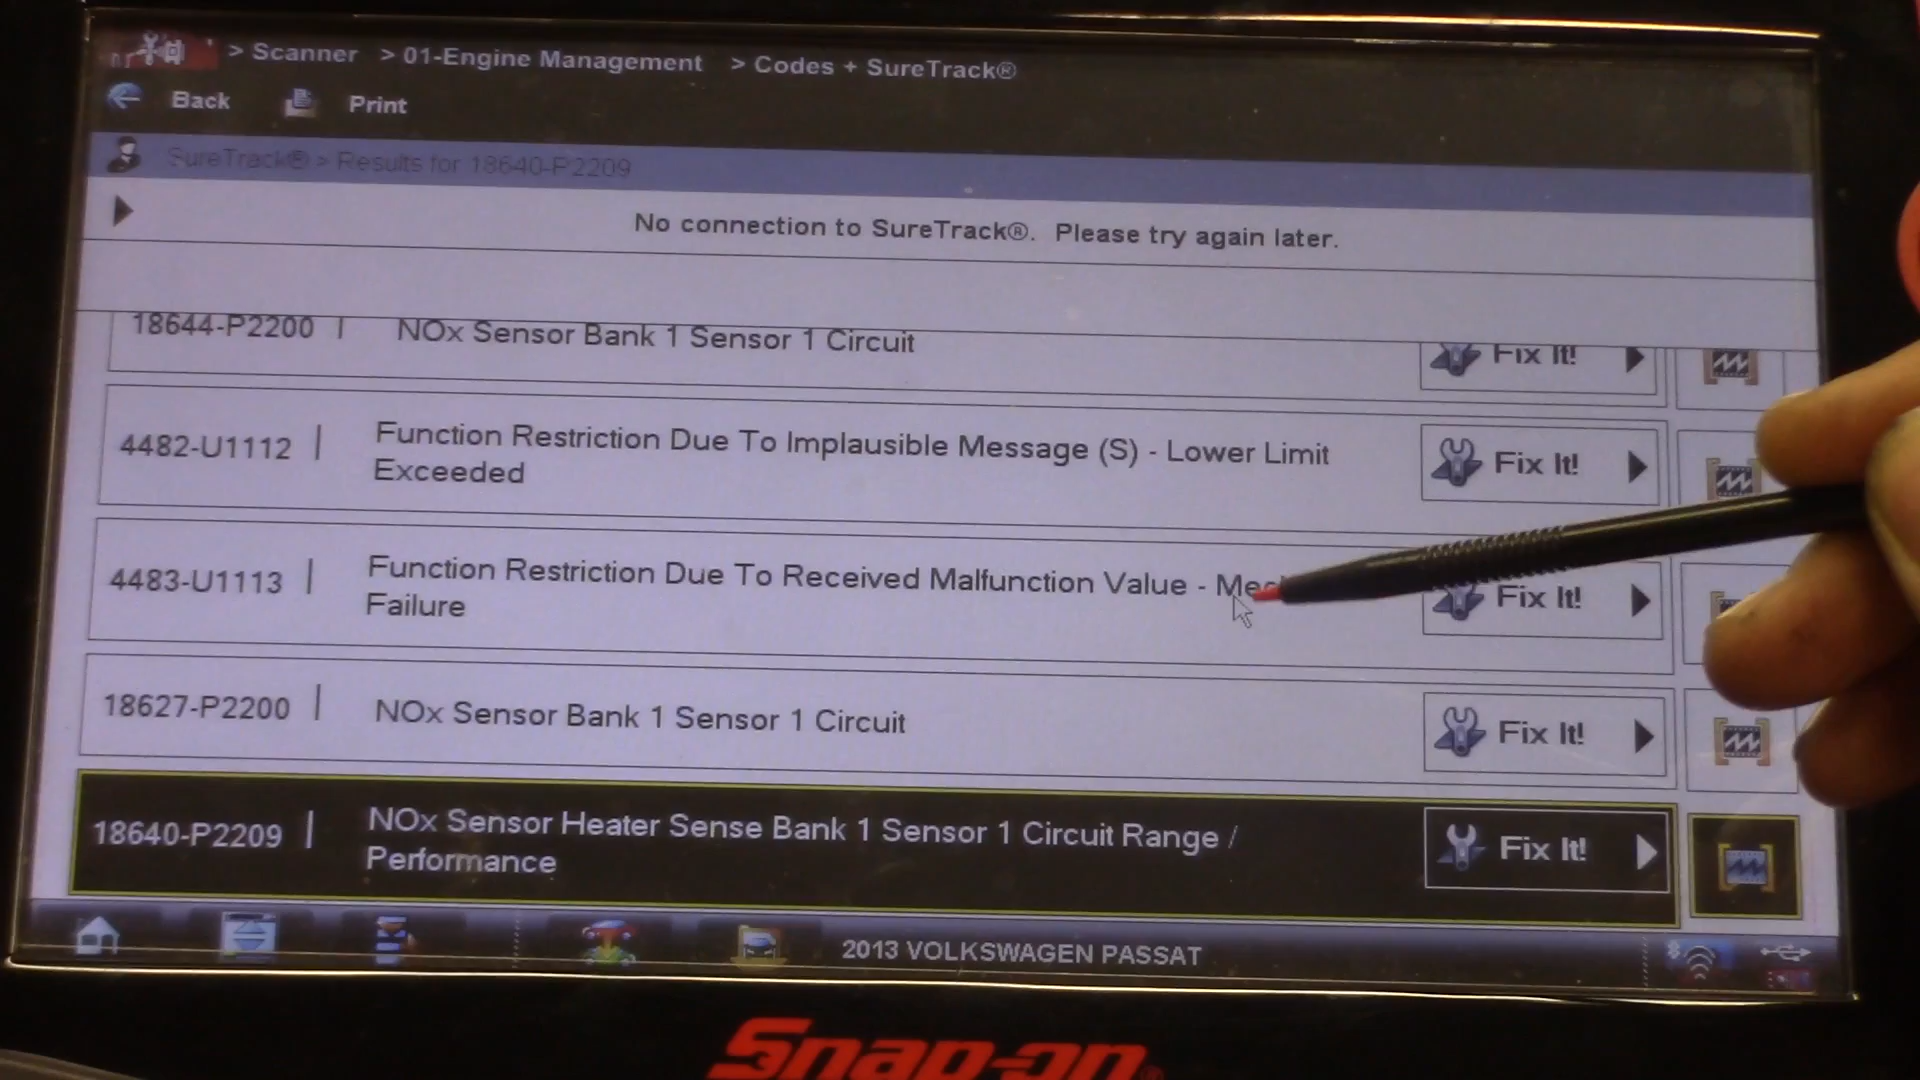 > Scanner > 01-Engine Management > Codes + SureTrack®
Back Print
SureTrack® > Results for 18640-P2209
No connection to SureTrack®. Please try again later.
18644-P2200 | NOx Sensor Bank 1 Sensor 1 Circuit Fix It!
4482-U1112 | Function Restriction Due To Implausible Message (S) - Lower Limit
Exceeded
Fix It!
4483-U1113 | Function Restriction Due To Received Malfunction Value -
Failure
Fix It!
18627-P2200 | NOx Sensor Bank 1 Sensor 1 Circuit Fix It!
18640-P2209 | NOx Sensor Heater Sense Bank 1 Sensor 1 Circuit Range /
Performance
Fix It!
2013 VOLKSWAGEN PASSAT
Snap-on®